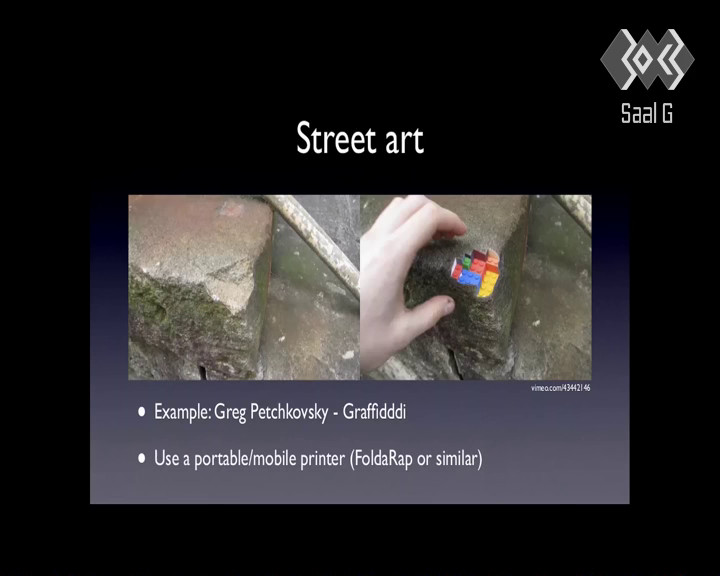 Saal G
Street art
vimeo.com/43442146
• Example: Greg Petchkovsky - Graffidddi
• Use a portable/mobile printer (FoldaRap or similar)